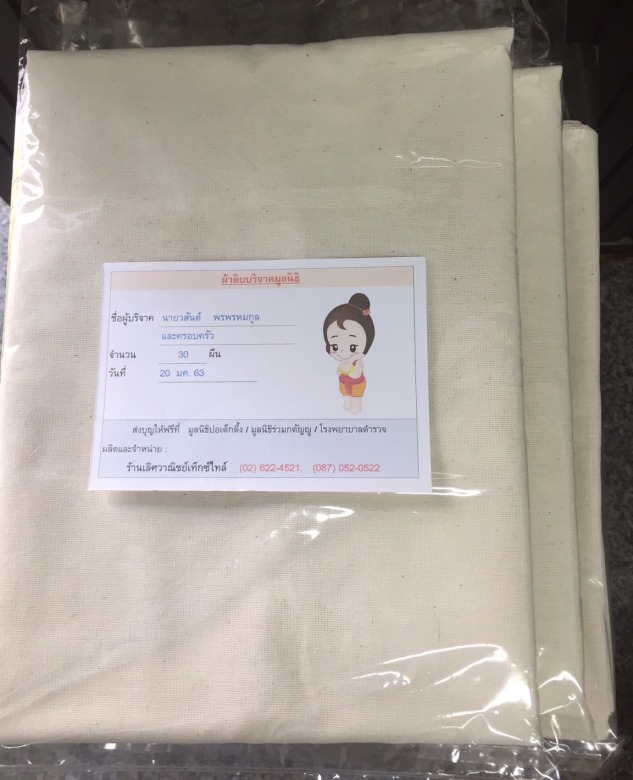 ผ้าดิบบริจาคมูลนิธิ
ชื่อผู้บริจาค นายวสันต์ พรพรหมกุล
และครอบครัว
จำนวน 30 ผืน
วันที่ 20 มค. 63
ส่งบุญให้ฟรีที่ มูลนิธิปอเต็กตึ้ง / มูลนิธิร่วมกตัญญู / โรงพยาบาลตำรวจ
ผลิตและจำหน่าย :
ร้านเลิศวาณิชย์เท็กซ์ไทล์ (02) 622-4521, (087) 052-0522